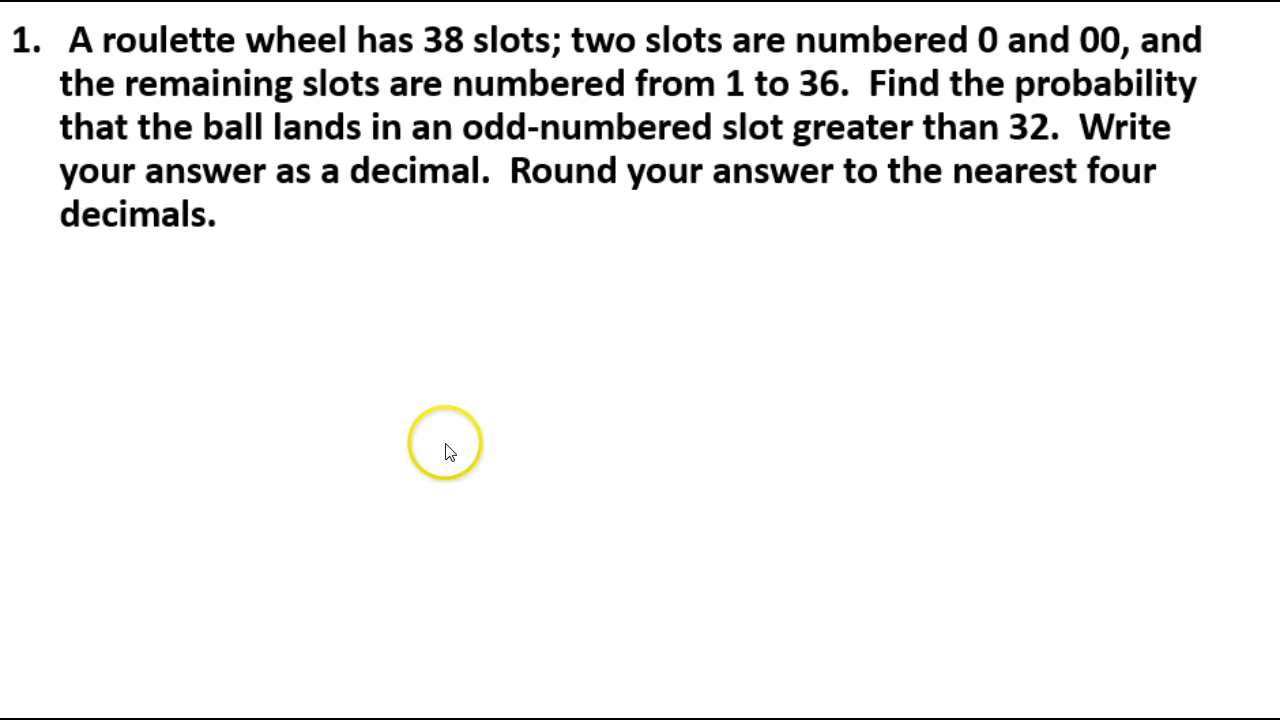 1. A roulette wheel has 38 slots; two slots are numbered 0 and 00, and
the remaining slots are numbered from 1 to 36. Find the probability
that the ball lands in an odd-numbered slot greater than 32. Write
your answer as a decimal. Round your answer to the nearest four
decimals.